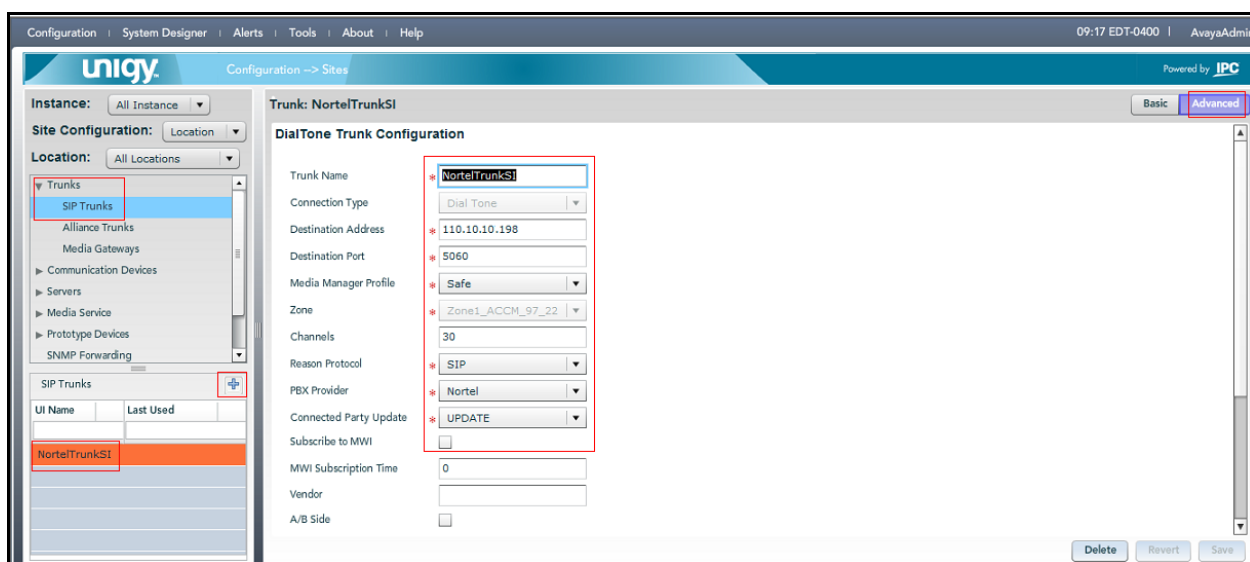 Configuration | System Designer | Alerts | Tools | About | Help 09:17 EDT-0400 | AvayaAdmi
unigy. Configuration --> Sites Powered by IPC
Instance: All Instance
Site Configuration: Location
Location: All Locations
Trunks
SIP Trunks
Alliance Trunks
Media Gateways
Communication Devices
Servers
Media Service
Prototype Devices
SNMP Forwarding
SIP Trunks
UI Name Last Used
NortelTrunkSI
Trunk: NortelTrunkSI Basic Advanced
DialTone Trunk Configuration
Trunk Name * NortelTrunkSI
Connection Type Dial Tone
Destination Address * 110.10.10.198
Destination Port * 5060
Media Manager Profile * Safe
Zone * Zone1_ACCM_97_22
Channels 30
Reason Protocol * SIP
PBX Provider * Nortel
Connected Party Update * UPDATE
Subscribe to MWI
MWI Subscription Time 0
Vendor
A/B Side
Delete Revert Save